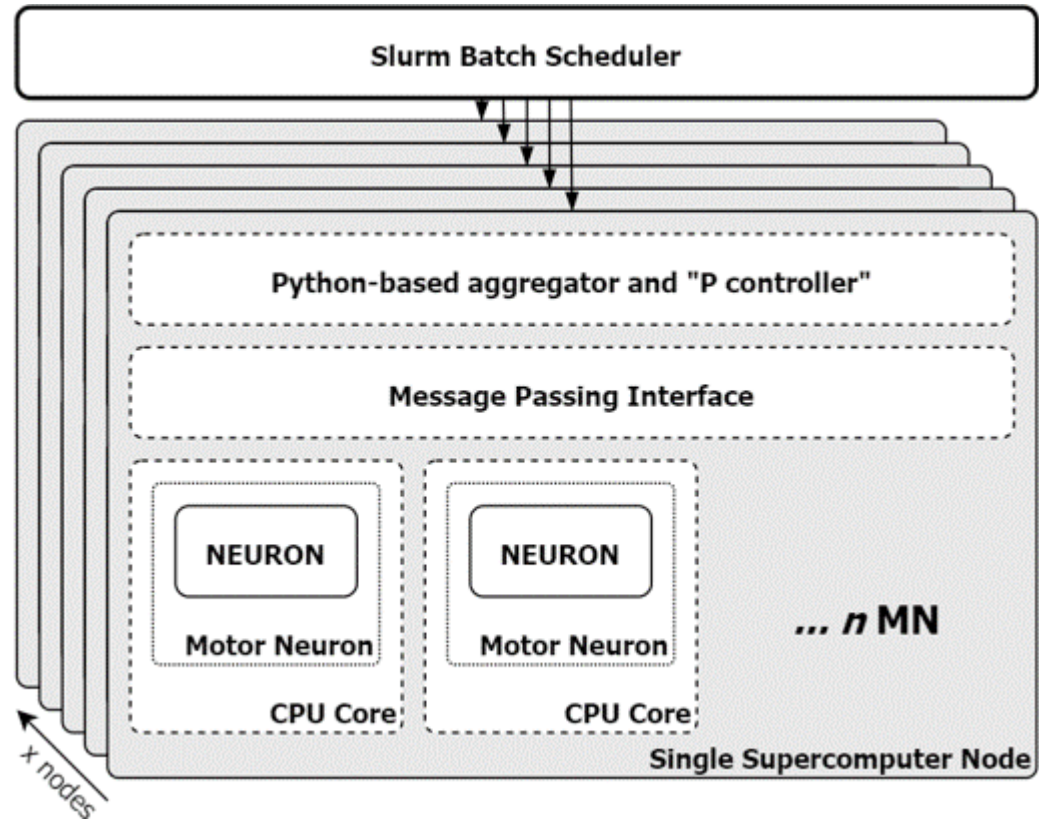 Slurm Batch Scheduler
Python-based aggregator and "P controller"
Message Passing Interface
NEURON
NEURON
... n MN
Motor Neuron
Motor Neuron
CPU Core
CPU Core
Single Supercomputer Node
x nodes